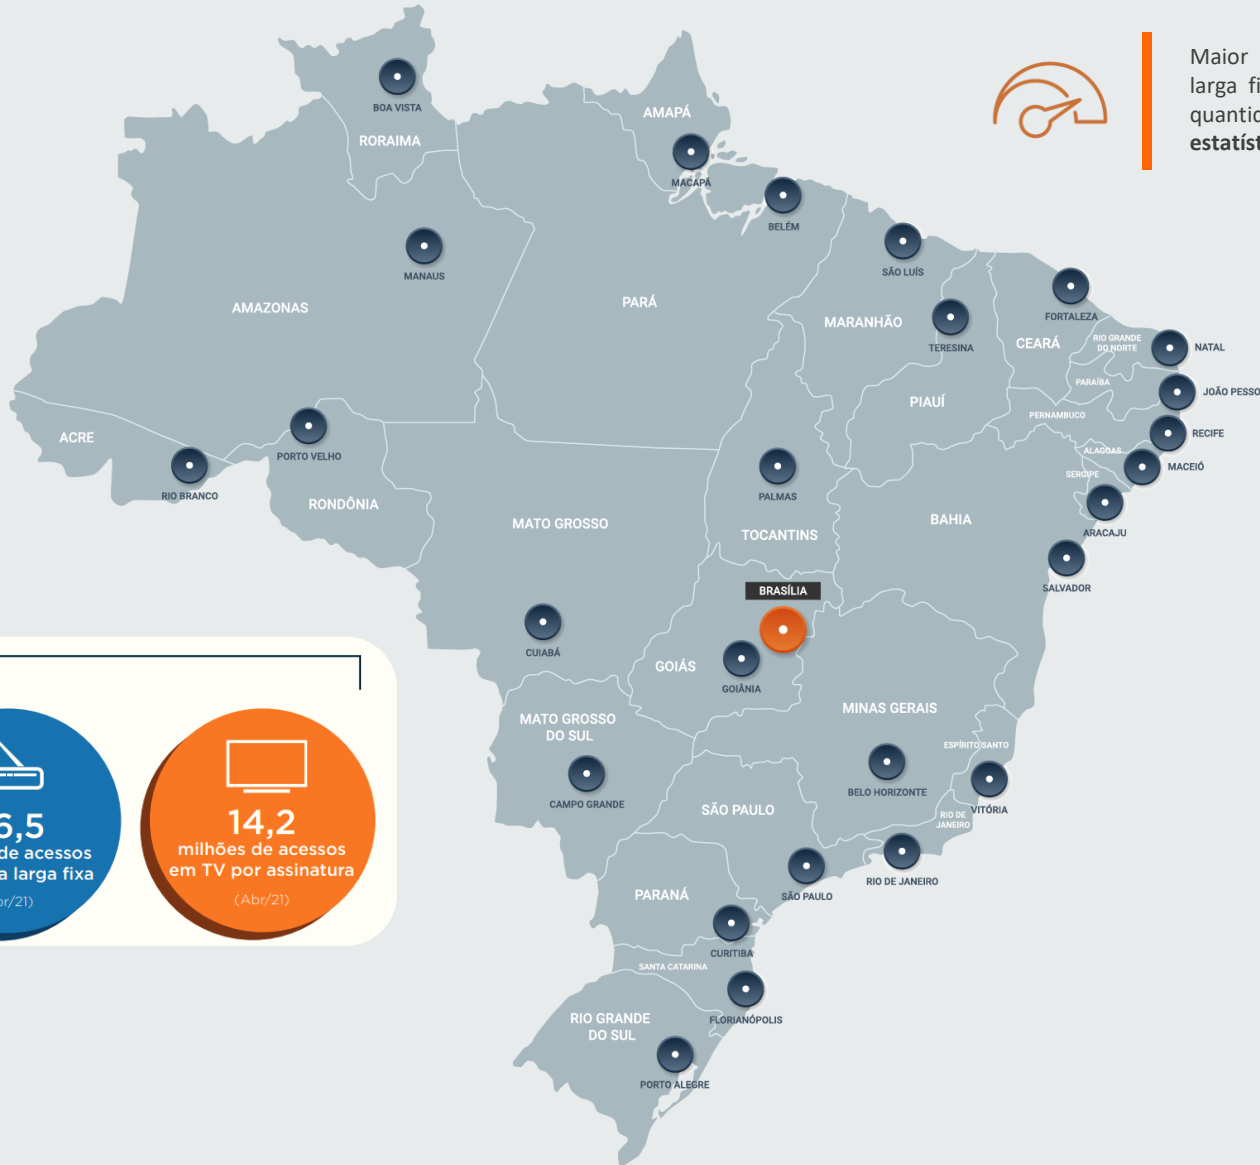 Maior
larga
quantid
estatíst
BOA VISTA
RORAIMA
AMAPÁ
MACAPÁ
BELÉM
MANAUS
SÃO LUÍS
AMAZONAS
PARÁ
MARANHÃO
TERESINA
FORTALEZA
CEARÁ
RIO GRANDE
DO NORTE
NATAL
PARAÍBA
JOÃO PESSO
PIAUÍ
PERNAMBUCO
RECIFE
ACRE
PORTO VELHO
RIO BRANCO
ALAGOAS
MACEIÓ
SERGIPE
PALMAS
RONDÔNIA
MATO GROSSO
TOCANTINS
BAHIA
ARACAJU
SALVADOR
BRASÍLIA
CUIABÁ
GOIÁS
GOIÂNIA
MATO GROSSO
DO SUL
MINAS GERAIS
ESPÍRITO SANTO
CAMPO GRANDE
BELO HORIZONTE
VITÓRIA
SÃO PAULO
RIO DE
JANEIRO
RIO DE JANEIRO
SÃO PAULO
PARANÁ
CURITIBA
SANTA CATARINA
FLORIANÓPOLIS
RIO GRANDE
DO SUL
PORTO ALEGRE
6,5
de acessos
a larga fixa
r/21)
14,2
milhões de acessos
em TV por assinatura
(Abr/21)